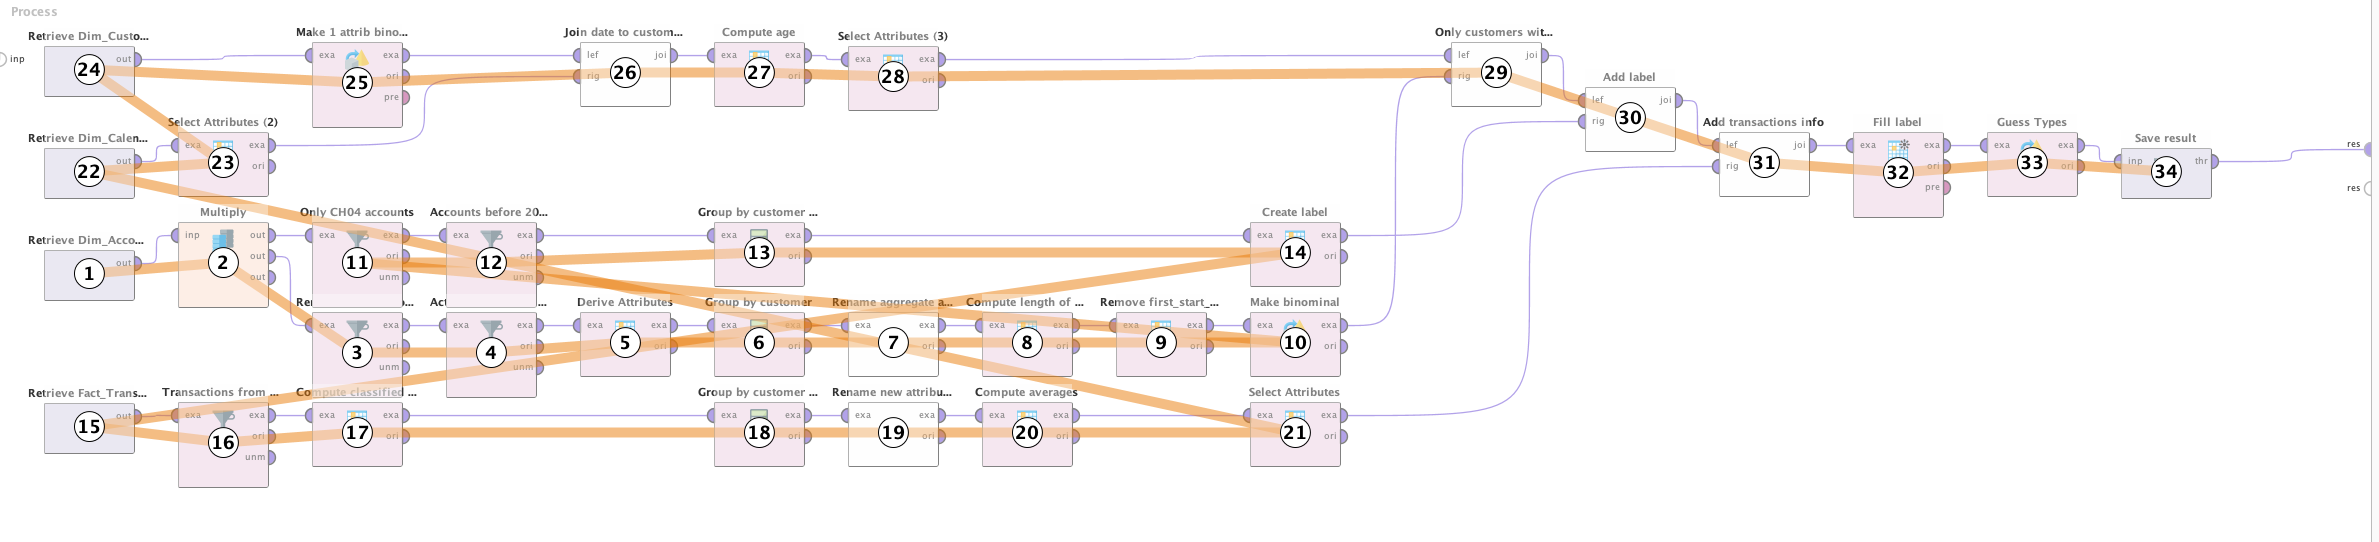 Process
inp
Retrieve Dim_Custo...
out
24
Make 1 attrib bino...
exa exa
ori
pre
25
Join date to custom...
lef joi
rig
26
Compute age
exa exa
ori
27
Select Attributes (3)
exa exa
ori
28
Only customers wit...
lef joi
rig
29
Add label
lef joi
rig
30
Add transactions info
lef joi
rig
31
Fill label
exa exa
ori
pre
32
Guess Types
exa exa
ori
33
Save result
inp thr
34
res
res
Retrieve Dim_Calen...
out
22
Select Attributes (2)
exa exa
ori
23
Retrieve Dim_Acco...
out
1
Multiply
inp out
out
out
2
Only CH04 accounts
exa exa
ori
unm
11
Accounts before 20...
exa exa
ori
unm
12
Group by customer ...
exa exa
ori
13
Create label
exa exa
ori
14
exa exa
ori
unm
3
exa exa
ori
unm
4
Derive Attributes
exa exa
ori
5
Group by customer
exa exa
ori
6
Rename aggregate a...
exa exa
ori
7
Compute length of ...
exa exa
ori
8
Remove first_start_...
exa exa
ori
9
Make binominal
exa exa
ori
10
Retrieve Fact_Trans...
out
15
Transactions from ...
exa exa
ori
unm
16
Compute classified ...
exa exa
ori
17
Group by customer ...
exa exa
ori
18
Rename new attribu...
exa exa
ori
19
Compute averages
exa exa
ori
20
Select Attributes
exa exa
ori
21